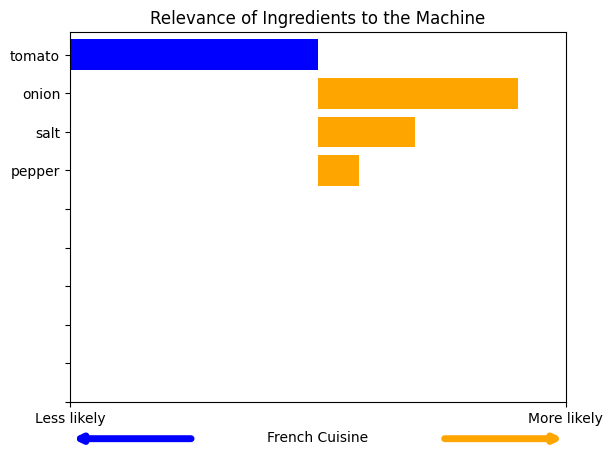 Relevance of Ingredients to the Machine
tomato
onion
salt
pepper
Less likely
More likely
French Cuisine